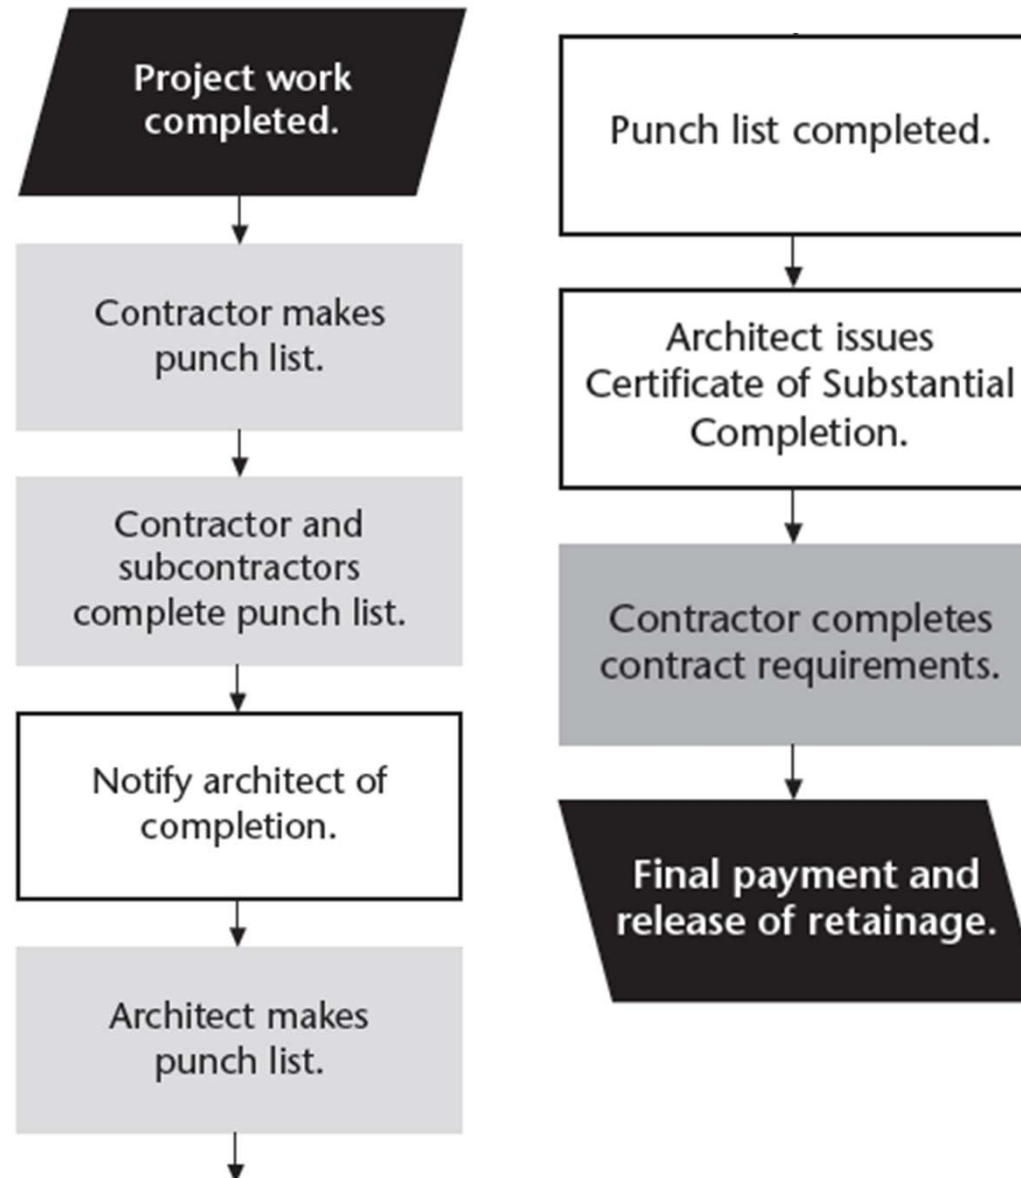 Project work
completed.
Contractor makes
punch list.
Contractor and
subcontractors
complete punch list.
Notify architect of
completion.
Architect makes
punch list.
Punch list completed.
Architect issues
Certificate of Substantial
Completion.
Contractor completes
contract requirements.
Final payment and
release of retainage.